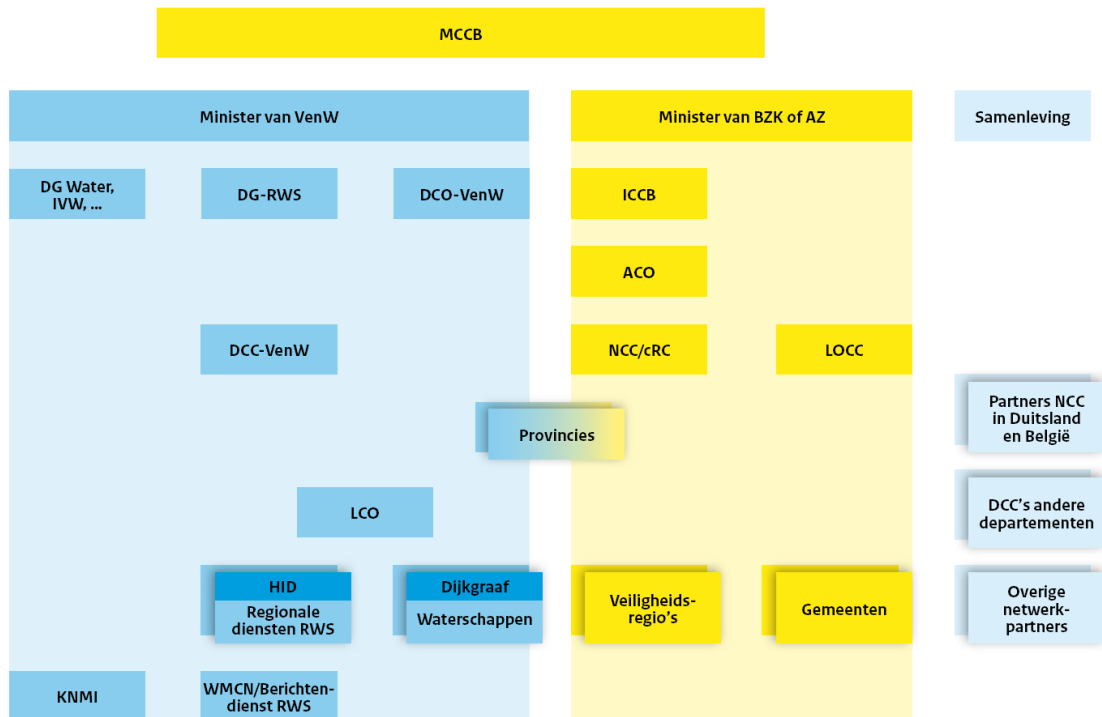 MCCB
Minister van VenW
Minister van BZK of AZ
Samenleving
DG Water,
IVW, ...
DG-RWS
DCO-VenW
ICCB
ACO
DCC-VenW
NCC/cRC
LOCC
Partners NCC
in Duitsland
en België
Provincies
LCO
DCC's andere
departementen
HID
Regionale
diensten RWS
Dijkgraaf
Waterschappen
Veiligheids-
regio's
Gemeenten
Overige
netwerk-
partners
KNMI
WMCN/Berichten-
dienst RWS